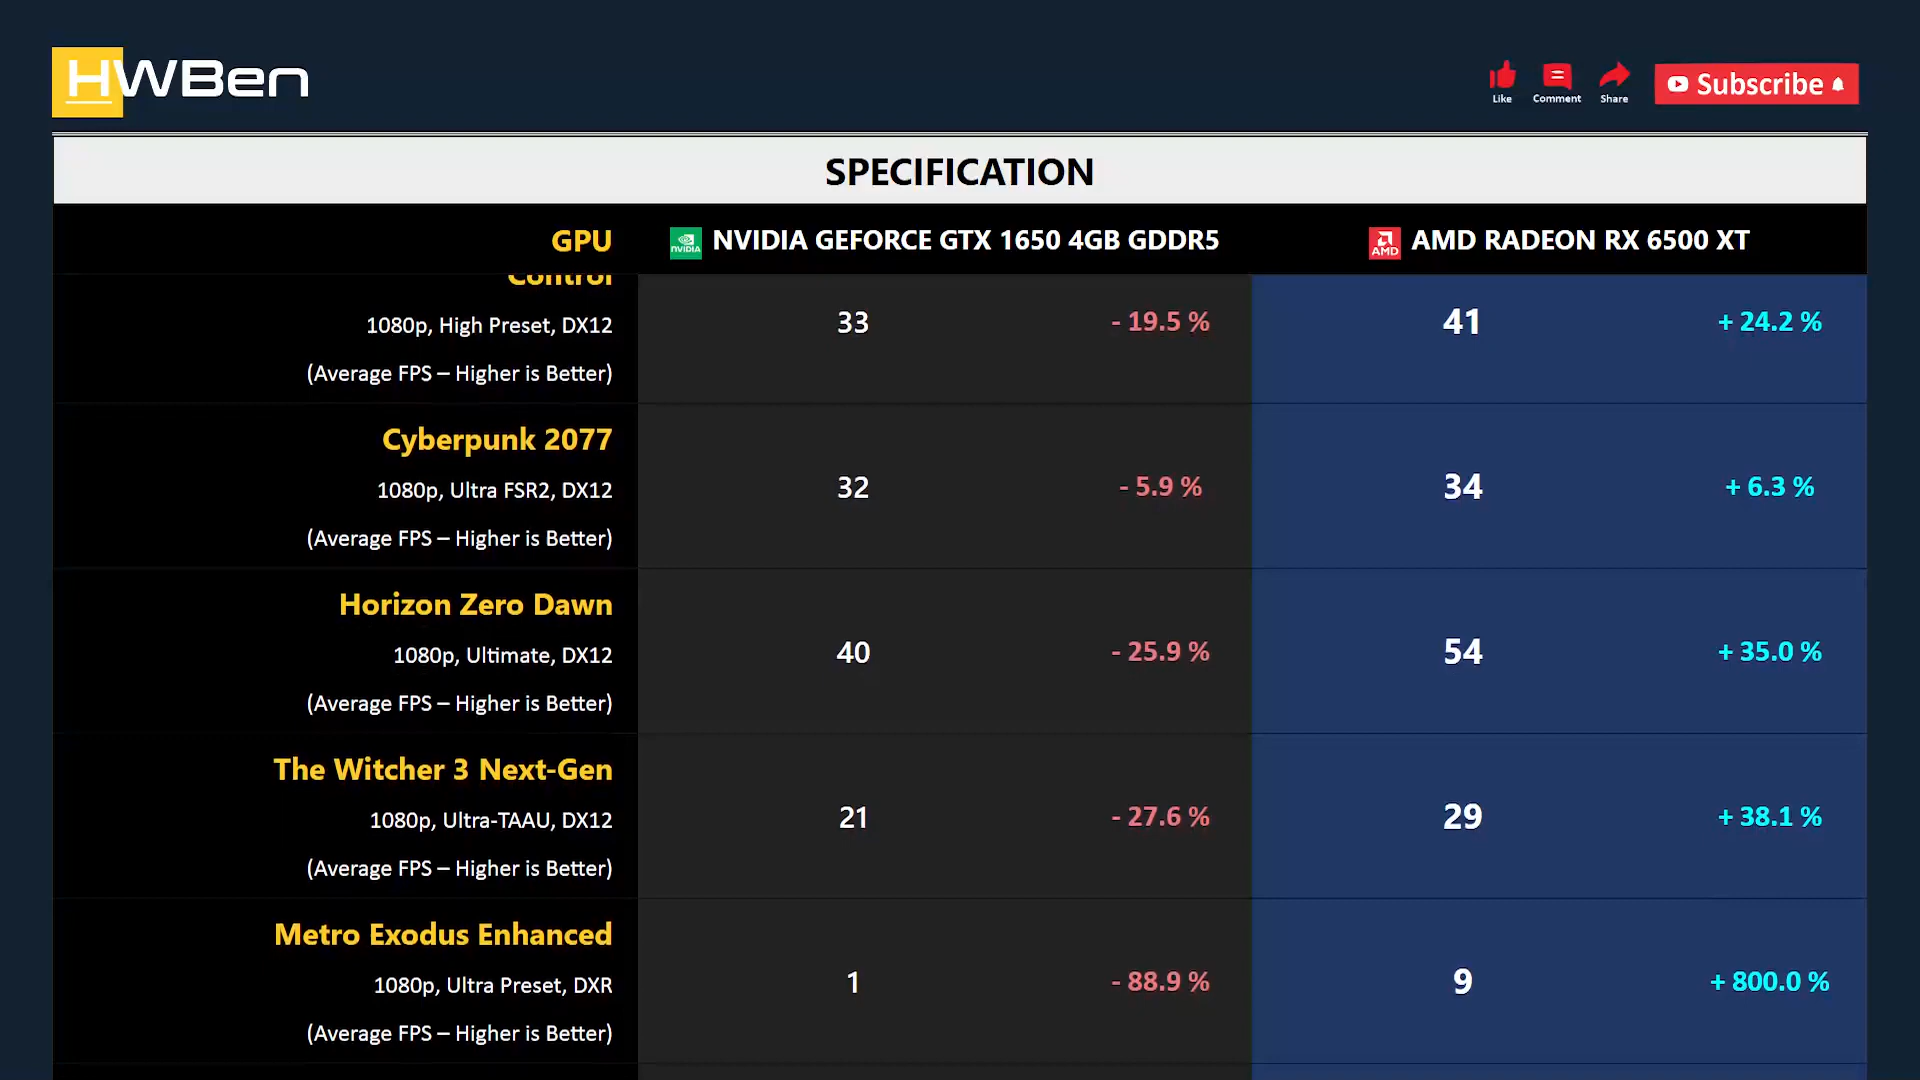 HWBen
Like
Comment
Share
Subscribe
SPECIFICATION
GPU
NVIDIA
NVIDIA GEFORCE GTX 1650 4GB GDDR5
AMD
AMD RADEON RX 6500 XT
Control
1080p, High Preset, DX12
(Average FPS – Higher is Better)
33
- 19.5 %
41
+ 24.2 %
Cyberpunk 2077
1080p, Ultra FSR2, DX12
(Average FPS – Higher is Better)
32
- 5.9 %
34
+ 6.3 %
Horizon Zero Dawn
1080p, Ultimate, DX12
(Average FPS – Higher is Better)
40
- 25.9 %
54
+ 35.0 %
The Witcher 3 Next-Gen
1080p, Ultra-TAAU, DX12
(Average FPS – Higher is Better)
21
- 27.6 %
29
+ 38.1 %
Metro Exodus Enhanced
1080p, Ultra Preset, DXR
(Average FPS – Higher is Better)
1
- 88.9 %
9
+ 800.0 %